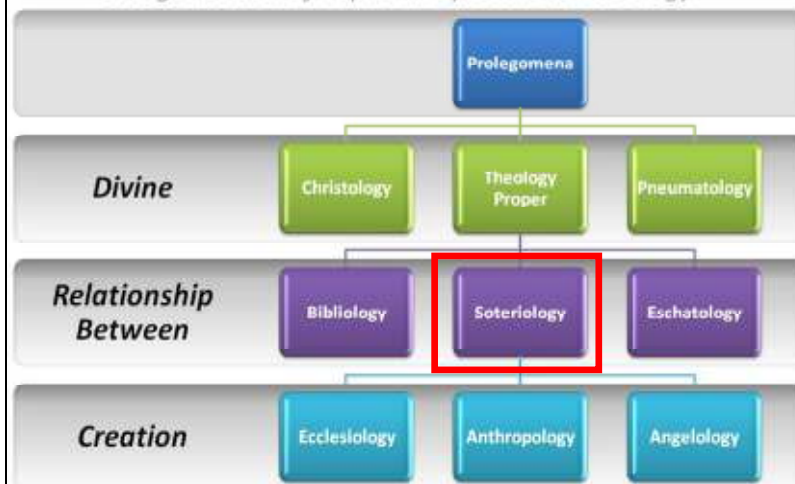 Prolegomena
Divine
Christology
Theology
Proper
Pneumatology
Relationship
Between
Bibliology
Soteriology
Eschatology
Creation
Ecclesiology
Anthropology
Angelology